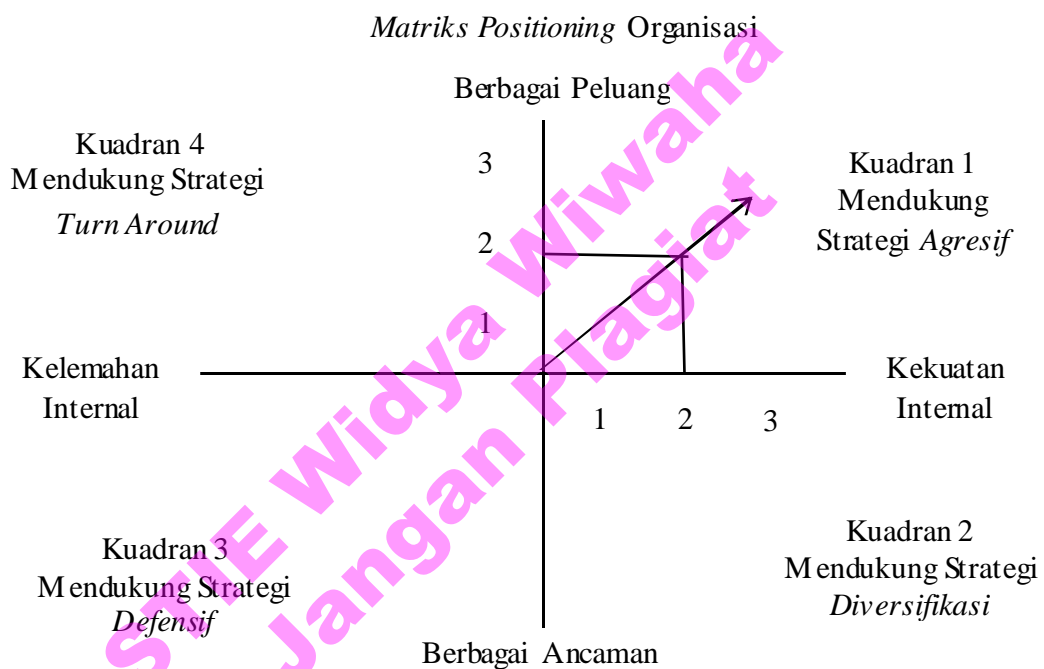 Matriks Positioning Organisasi
Berbagai Peluang
Kuadran 4
Mendukung Strategi
Turn Around
3
2
1
Kuadran 1
Mendukung
Strategi Agresif
Kelemahan
Internal
Kekuatan
Internal
1 2 3
Kuadran 3
Mendukung Strategi
Defensif
Kuadran 2
Mendukung Strategi
Diversifikasi
Berbagai Ancaman
STIE Widya Wiwaha
Jangan Plagiat